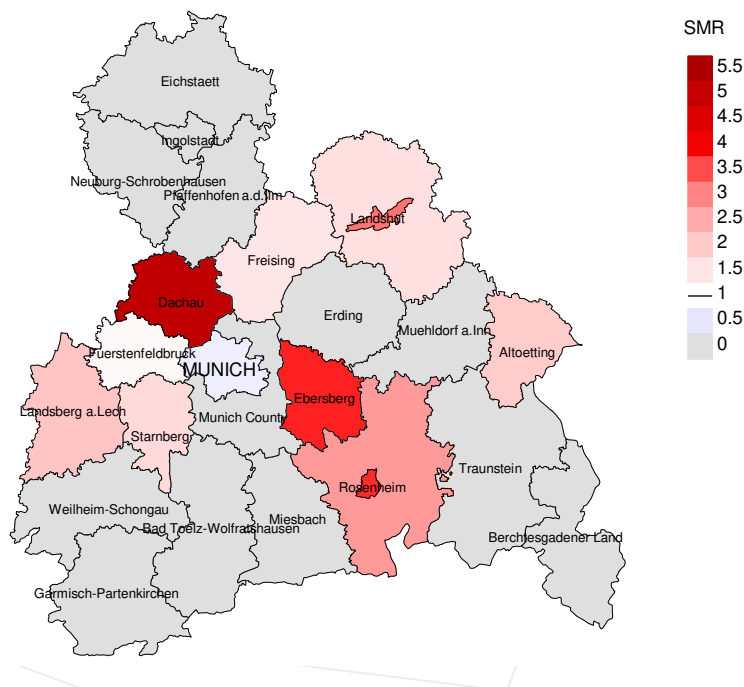 SMR
Eichstaett
5.5
5
4.5
4
3.5
3
2.5
2
1.5
1
0.5
0
Ingolstadt
Neuburg-Schrobenhausen
Pfaffenhofen a.d.Ilm
Landshut
Freising
Dachau
Erding
Muehldorf a.Inn
Altoetting
Fuerstenfeldbruck
MUNICH
Ebersberg
Landsberg a.Lech
Munich County
Starnberg
Traunstein
Rosenheim
Weilheim-Schongau
Miesbach
Bad Toelz-Wolfratshausen
Berchtesgadener Land
Garmisch-Partenkirchen